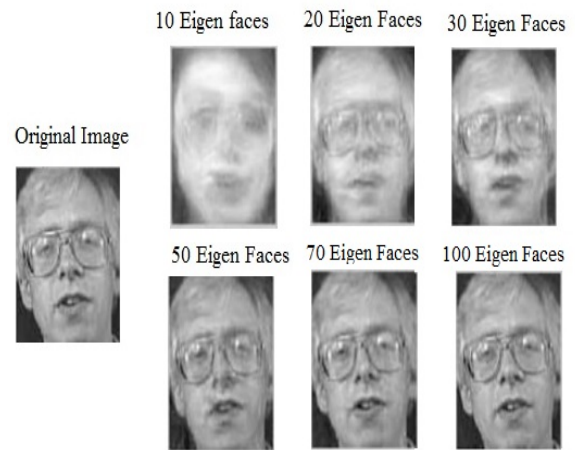 10 Eigen faces
20 Eigen Faces
30 Eigen Faces
Original Image
50 Eigen Faces
70 Eigen Faces
100 Eigen Faces